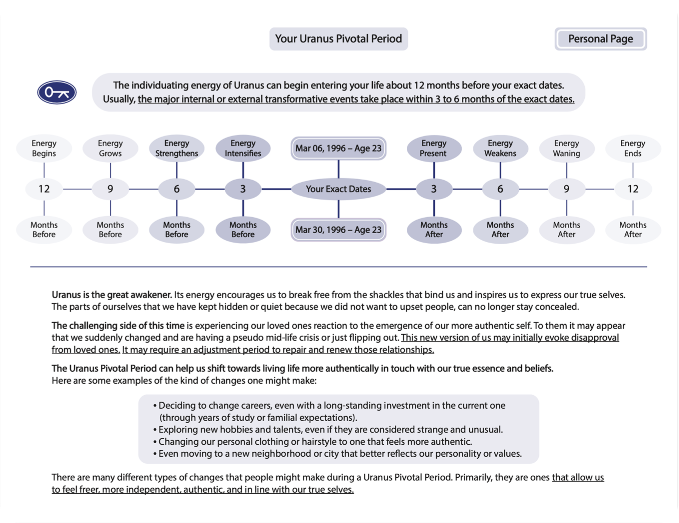 Your Uranus Pivotal Period
Personal Page
The individuating energy of Uranus can begin entering your life about 12 months before your exact dates.
Usually, the major internal or external transformative events take place within 3 to 6 months of the exact dates.
Energy Begins
Energy Grows
Energy Strengthens
Energy Intensifies
Mar 06, 1996 – Age 23
Energy Present
Energy Weakens
Energy Waning
Energy Ends
12
9
6
3
Your Exact Dates
3
6
9
12
Months Before
Months Before
Months Before
Months Before
Mar 30, 1996 – Age 23
Months After
Months After
Months After
Months After
Uranus is the great awakener. Its energy encourages us to break free from the shackles that bind us and inspires us to express our true selves.
The parts of ourselves that we have kept hidden or quiet because we did not want to upset people, can no longer stay concealed.
The challenging side of this time is experiencing our loved ones reaction to the emergence of our more authentic self. To them it may appear
that we suddenly changed and are having a pseudo mid-life crisis or just flipping out. This new version of us may initially evoke disapproval
from loved ones. It may require an adjustment period to repair and renew those relationships.
The Uranus Pivotal Period can help us shift towards living life more authentically in touch with our true essence and beliefs.
Here are some examples of the kind of changes one might make:
• Deciding to change careers, even with a long-standing investment in the current one
(through years of study or familial expectations).
• Exploring new hobbies and talents, even if they are considered strange and unusual.
• Changing our personal clothing or hairstyle to one that feels more authentic.
• Even moving to a new neighborhood or city that better reflects our personality or values.
There are many different types of changes that people might make during a Uranus Pivotal Period. Primarily, they are ones that allow us
to feel freer, more independent, authentic, and in line with our true selves.